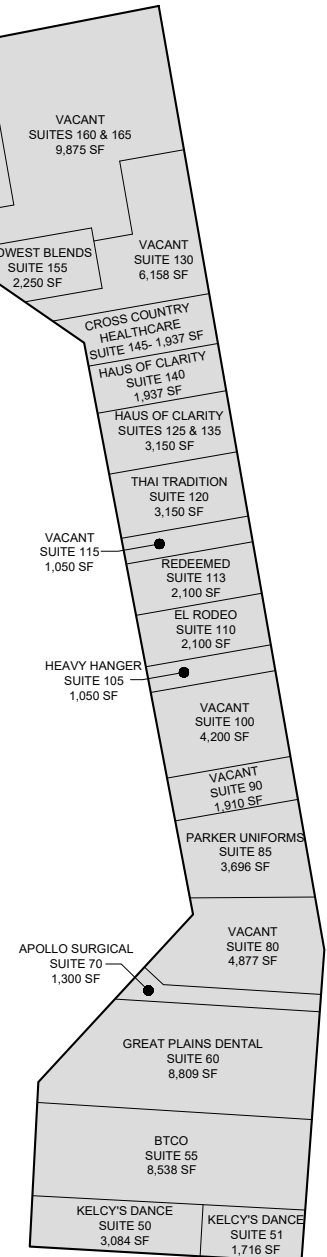 VACANT
SUITES 160 & 165
9,875 SF
BLENDS
SUITE 155
2,250 SF
VACANT
SUITE 130
6,158 SF
CROSS COUNTRY
HEALTHCARE
SUITE 145- 1,937 SF
HAUS OF CLARITY
SUITE 140
1,937 SF
HAUS OF CLARITY
SUITES 125 & 135
3,150 SF
THAI TRADITION
SUITE 120
3,150 SF
VACANT
SUITE 115
1,050 SF
REDEEMED
SUITE 113
2,100 SF
EL RODEO
SUITE 110
2,100 SF
HEAVY HANGER
SUITE 105
1,050 SF
VACANT
SUITE 100
4,200 SF
VACANT
SUITE 90
1,910 SF
PARKER UNIFORMS
SUITE 85
3,696 SF
VACANT
SUITE 80
4,877 SF
APOLLO SURGICAL
SUITE 70
1,300 SF
GREAT PLAINS DENTAL
SUITE 60
8,809 SF
BTCO
SUITE 55
8,538 SF
KELCY'S DANCE
SUITE 50
3,084 SF
KELCY'S DANCE
SUITE 51
1,716 SF